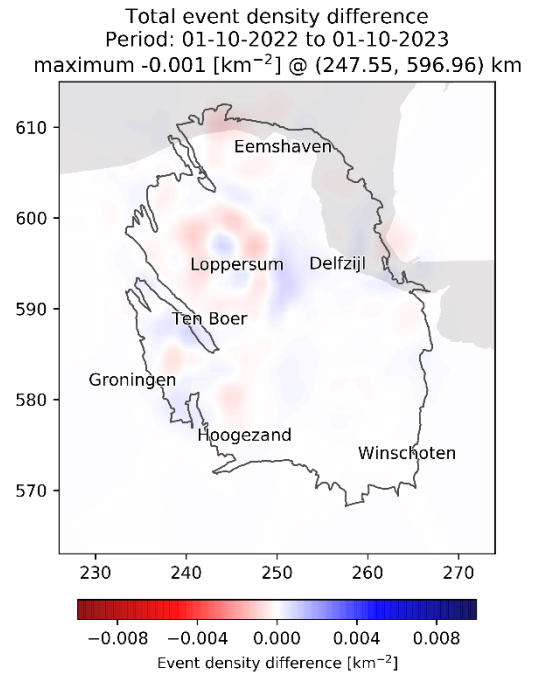 Total event density difference
Period: 01-10-2022 to 01-10-2023
maximum -0.001 [km⁻²] @ (247.55, 596.96) km
610
Eemshaven
600
Loppersum
Delfzijl
590
Ten Boer
Groningen
580
Hoogezand
Winschoten
570
230 240 250 260 270
−0.008 −0.004 0.000 0.004 0.008
Event density difference [km⁻²]